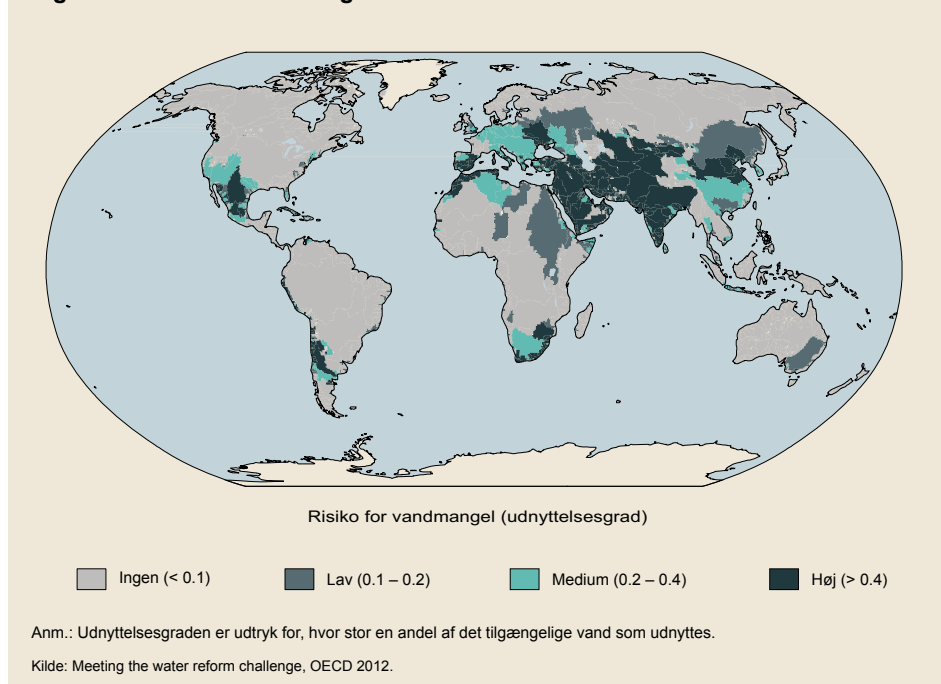 Risiko for vandmangel (udnyttelsesgrad)
Ingen (< 0.1) Lav (0.1 – 0.2) Medium (0.2 – 0.4) Høj (> 0.4)
Anm.: Udnyttelsesgraden er udtryk for, hvor stor en andel af det tilgængelige vand som udnyttes.
Kilde: Meeting the water reform challenge, OECD 2012.